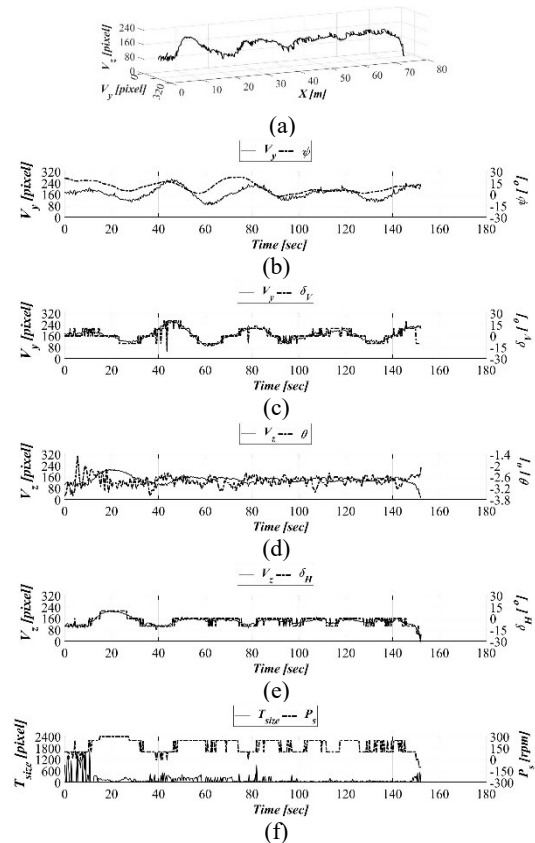 240
160
80
0
V_z [pixel]
0
320
V_y [pixel]
0 10 20 30 40 50 60 70 80
X [m]
(a)
V_y ψ
320
240
160
80
0
V_y [pixel]
30
15
0
-15
-30
ψ [°]
0 20 40 60 80 100 120 140 160 180
Time [sec]
(b)
V_y δ_V
320
240
160
80
0
V_y [pixel]
30
15
0
-15
-30
δ_V [°]
0 20 40 60 80 100 120 140 160 180
Time [sec]
(c)
V_z θ
320
240
160
80
0
V_z [pixel]
-1.4
-2
-2.6
-3.2
-3.8
θ [°]
0 20 40 60 80 100 120 140 160 180
Time [sec]
(d)
V_z δ_H
320
240
160
80
0
V_z [pixel]
30
15
0
-15
-30
δ_H [°]
0 20 40 60 80 100 120 140 160 180
Time [sec]
(e)
T_size P_s
2400
1800
1200
600
0
T_size [pixel]
300
150
0
-150
-300
P_s [rpm]
0 20 40 60 80 100 120 140 160 180
Time [sec]
(f)